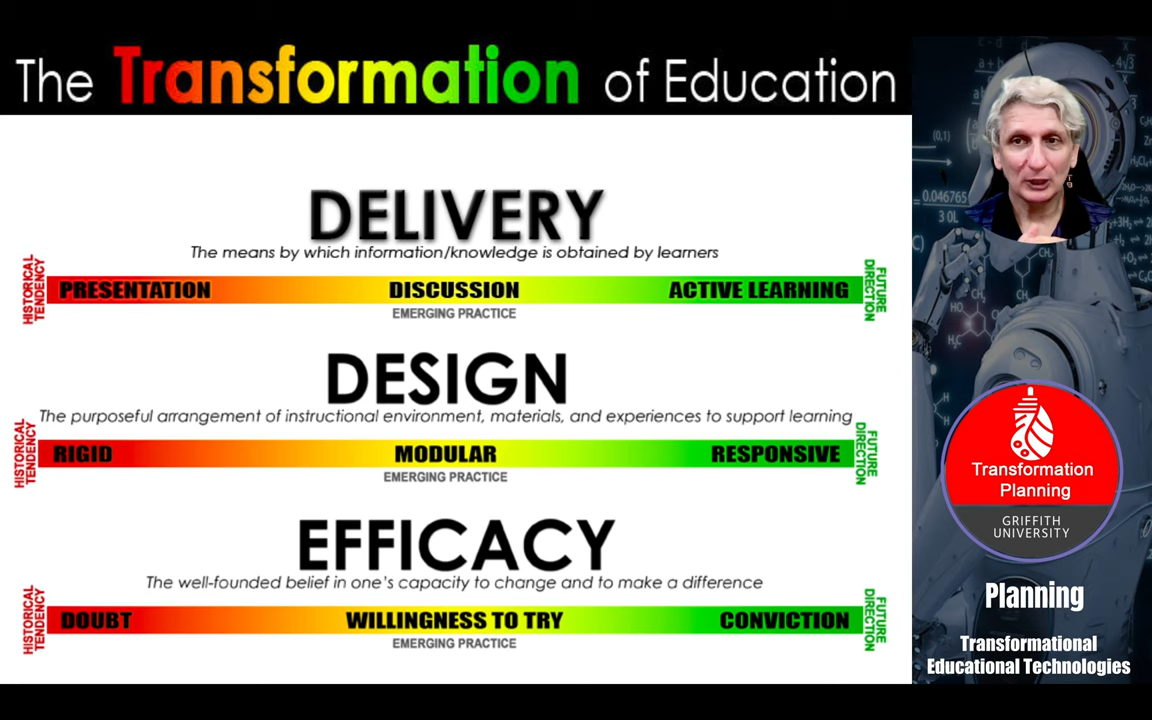 The Transformation of Education
DELIVERY
The means by which information/knowledge is obtained by learners
HISTORICAL
TENDENCY
PRESENTATION
DISCUSSION
ACTIVE LEARNING
FUTURE
DIRECTION
EMERGING PRACTICE
DESIGN
The purposeful arrangement of instructional environment, materials, and experiences to support learning
HISTORICAL
TENDENCY
RIGID
MODULAR
RESPONSIVE
FUTURE
DIRECTION
EMERGING PRACTICE
EFFICACY
The well-founded belief in one's capacity to change and to make a difference
HISTORICAL
TENDENCY
DOUBT
WILLINGNESS TO TRY
CONVICTION
FUTURE
DIRECTION
EMERGING PRACTICE
0.046765
3 0L
Transformation
Planning
GRIFFITH
UNIVERSITY
Planning
Transformational
Educational Technologies